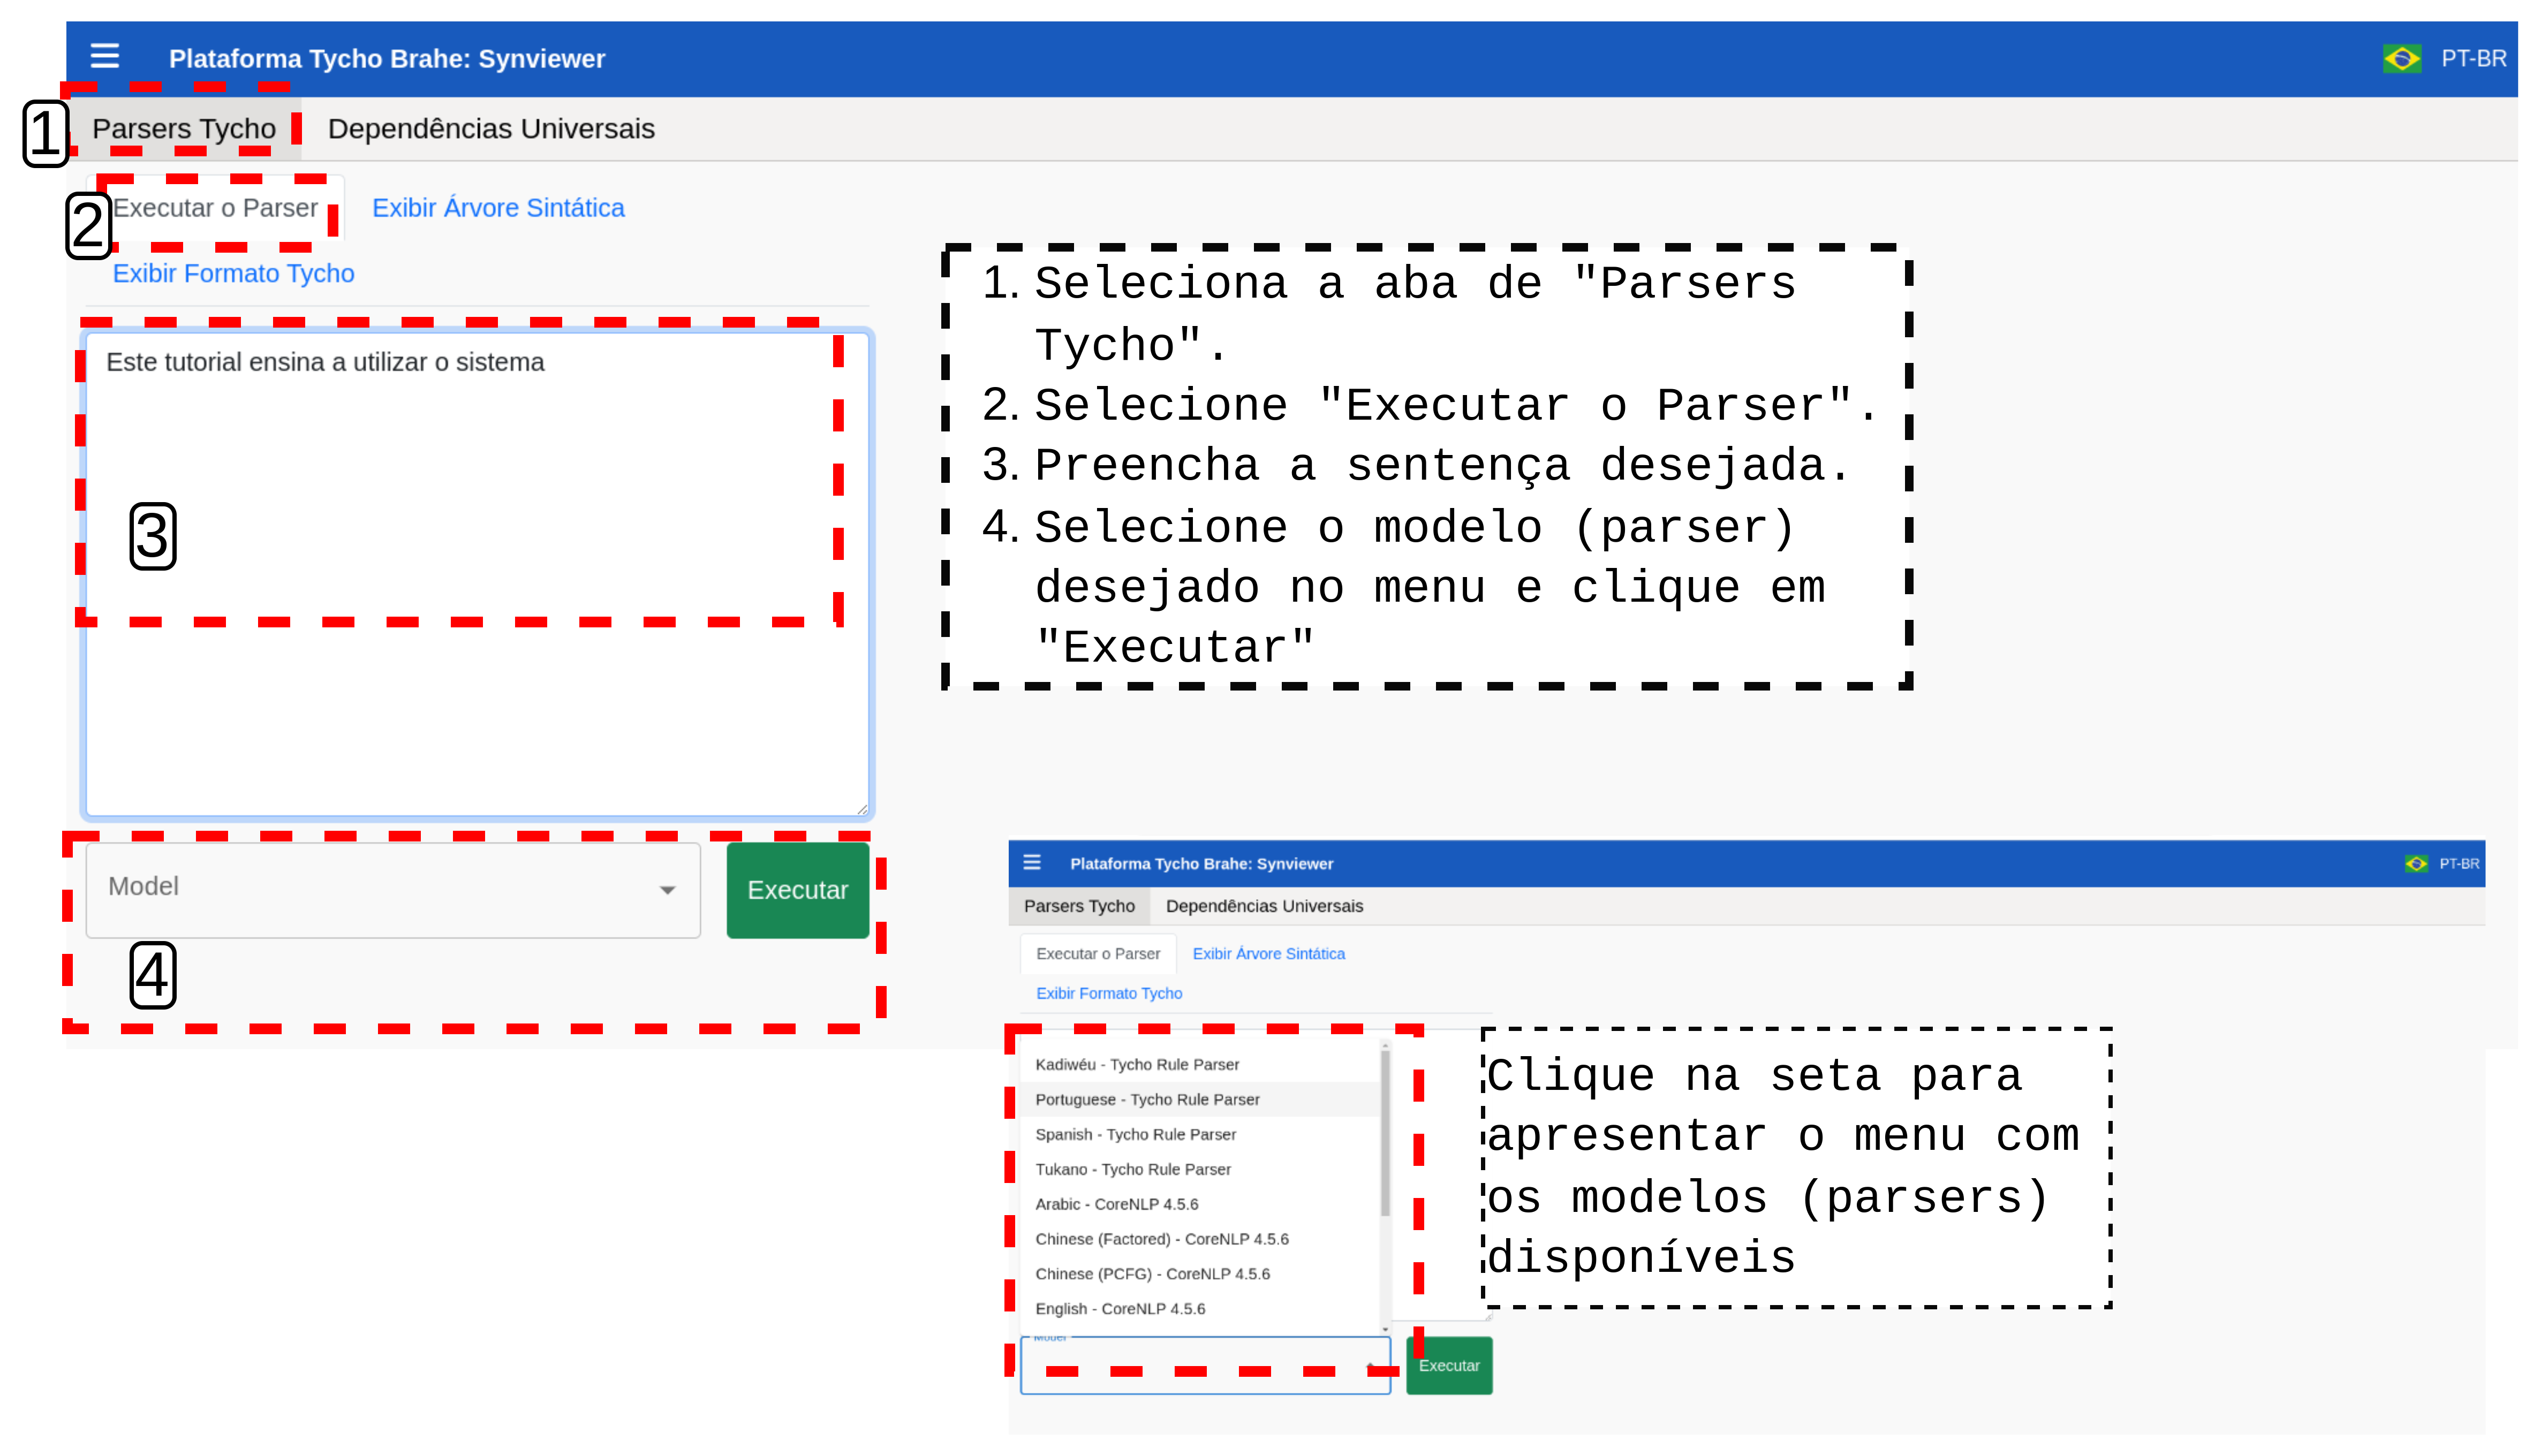 Plataforma Tycho Brahe: Synviewer
PT-BR
1
Parsers Tycho
Dependências Universais
2
Executar o Parser
Exibir Árvore Sintática
Exibir Formato Tycho
Este tutorial ensina a utilizar o sistema
3
1. Seleciona a aba de "Parsers
Tycho".
2. Selecione "Executar o Parser".
3. Preencha a sentença desejada.
4. Selecione o modelo (parser)
desejado no menu e clique em
"Executar"
Model
Executar
4
Plataforma Tycho Brahe: Synviewer
PT-BR
Parsers Tycho
Dependências Universais
Executar o Parser
Exibir Árvore Sintática
Exibir Formato Tycho
Kadiwéu - Tycho Rule Parser
Portuguese - Tycho Rule Parser
Spanish - Tycho Rule Parser
Tukano - Tycho Rule Parser
Arabic - CoreNLP 4.5.6
Chinese (Factored) - CoreNLP 4.5.6
Chinese (PCFG) - CoreNLP 4.5.6
English - CoreNLP 4.5.6
Model
Executar
Clique na seta para
apresentar o menu com
os modelos (parsers)
disponíveis